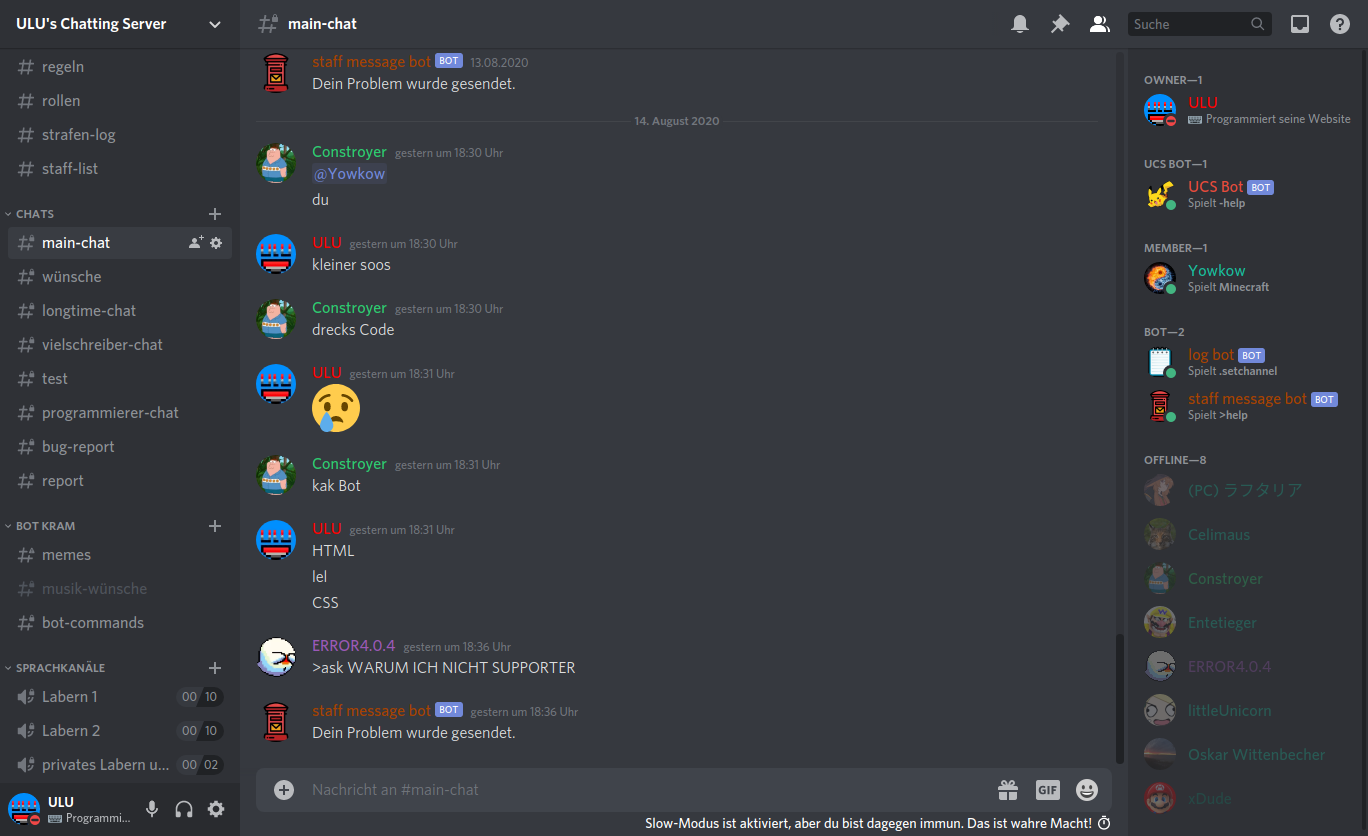 ULU's Chatting Server
regeln
rollen
strafen-log
staff-list
CHATS
main-chat
wünsche
longtime-chat
vielschreiber-chat
test
programmierer-chat
bug-report
report
BOT KRAM
memes
musik-wünsche
bot-commands
SPRACHKANÄLE
Labern 1 00 10
Labern 2 00 10
privates Labern u... 00 02
ULU
Programmi...
main-chat
Suche
staff message bot BOT 13.08.2020
Dein Problem wurde gesendet.
14. August 2020
Constroyer gestern um 18:30 Uhr
@Yowkow
du
ULU gestern um 18:30 Uhr
kleiner soos
Constroyer gestern um 18:30 Uhr
drecks Code
ULU gestern um 18:31 Uhr
Constroyer gestern um 18:31 Uhr
kak Bot
ULU gestern um 18:31 Uhr
HTML
lel
CSS
ERROR4.0.4 gestern um 18:36 Uhr
>ask WARUM ICH NICHT SUPPORTER
staff message bot BOT gestern um 18:36 Uhr
Dein Problem wurde gesendet.
Nachricht an #main-chat
GIF
Slow-Modus ist aktiviert, aber du bist dagegen immun. Das ist wahre Macht!
OWNER—1
ULU
Programmiert seine Website
UCS BOT—1
UCS Bot BOT
Spielt -help
MEMBER—1
Yowkow
Spielt Minecraft
BOT—2
log bot BOT
Spielt .setchannel
staff message bot BOT
Spielt >help
OFFLINE—8
(PC) ラフタリア
Celimaus
Constroyer
Entetieger
ERROR4.0.4
littleUnicorn
Oskar Wittenbecher
xDude